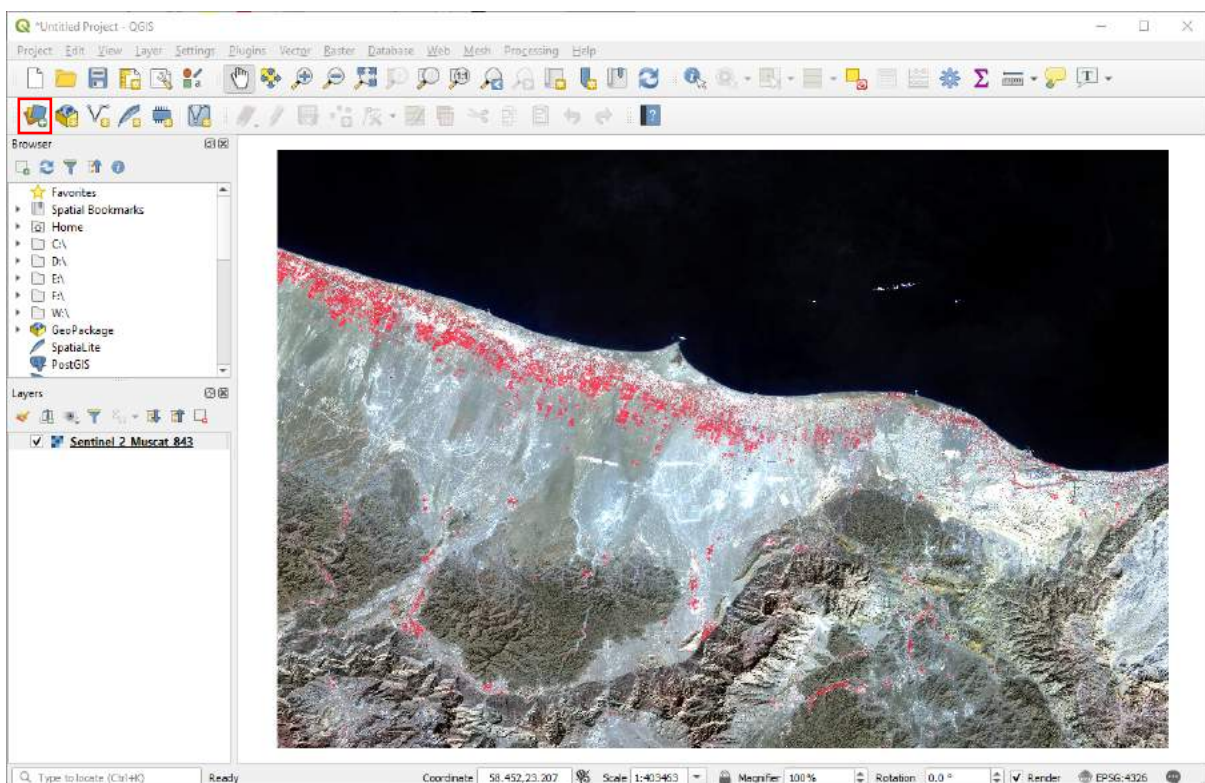 *Untitled Project - QGIS
Project Edit View Layer Settings Plugins Vector Raster Database Web Mesh Processing Help
Browser
Favorites
Spatial Bookmarks
Home
C:\
D:\
E:\
F:\
W:\
GeoPackage
SpatiaLite
PostGIS
Layers
Sentinel 2 Muscat 843
Type to locate (Ctrl+K) Ready Coordinate 58.452,23.207 Scale 1:403463 Magnifier 100% Rotation 0.0 ° Render EPSG:4326